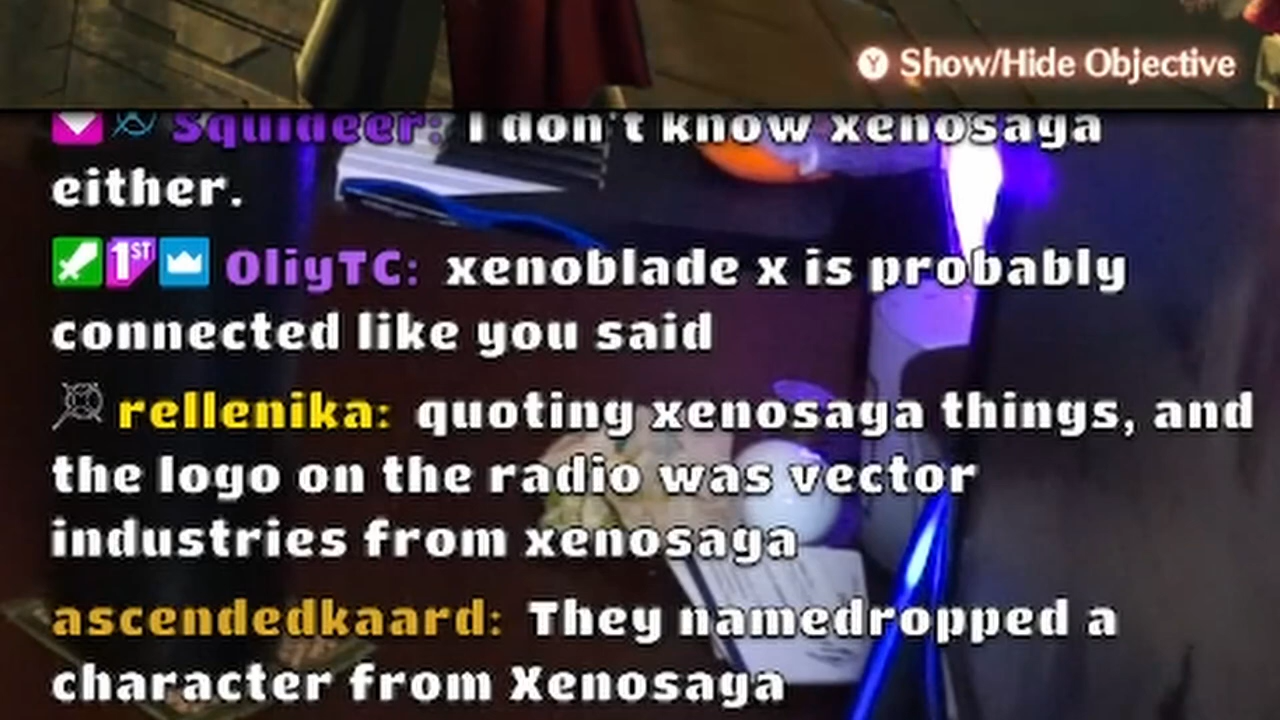 Y Show/Hide Objective
Squideer: I don't know xenosaga
either.
1ST OliyTC: xenoblade x is probably
connected like you said
rellenika: quoting xenosaga things, and
the logo on the radio was vector
industries from xenosaga
ascendedkaard: They namedropped a
character from Xenosaga